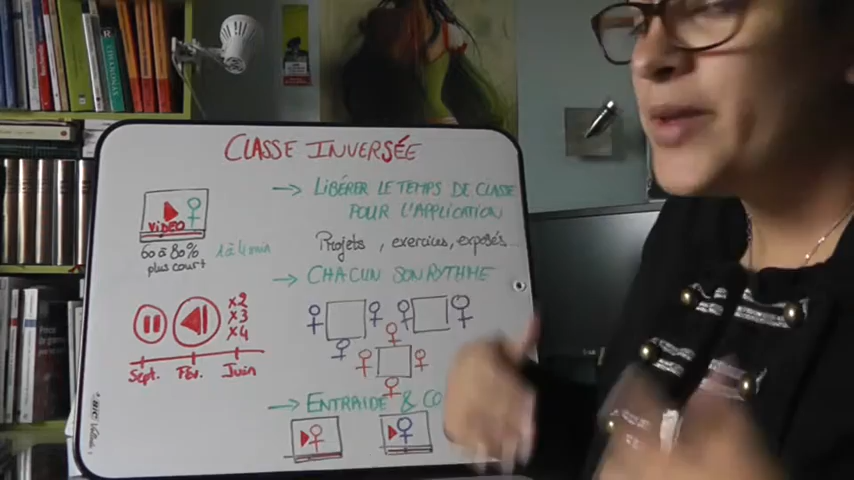 CLASSE INVERSÉE
VIDÉO
60 à 80%
plus court
1 à 4 min
→ LIBÉRER LE TEMPS DE CLASSE
POUR L'APPLICATION
Projets, exercices, exposés...
→ CHACUN SON RYTHME
x2
x3
x4
Sept. Fév. Juin
→ ENTRAIDE & CO